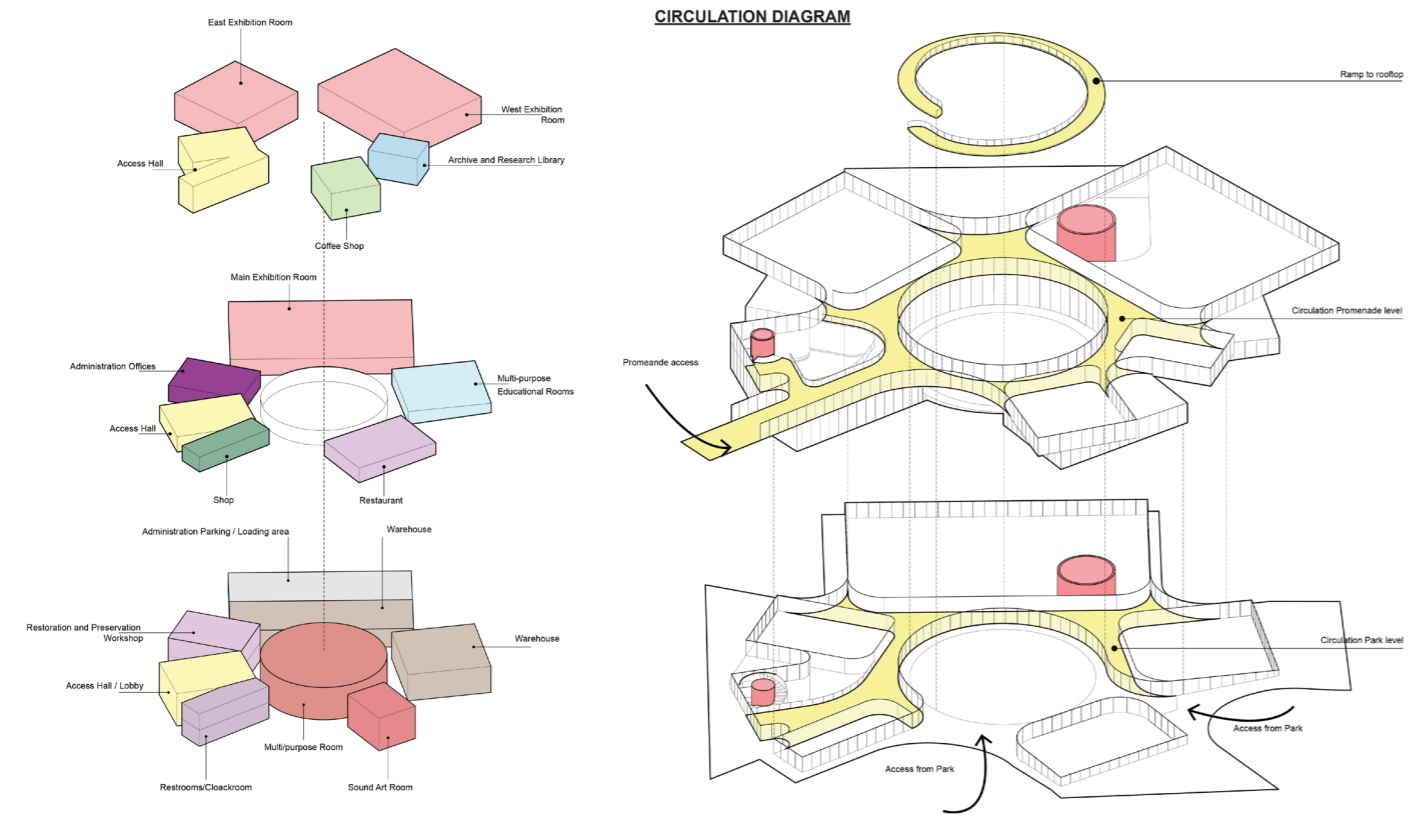 CIRCULATION DIAGRAM
East Exhibition Room
West Exhibition
Room
Access Hall
Archive and Research Library
Coffee Shop
Main Exhibition Room
Administration Offices
Multi-purpose
Educational Rooms
Access Hall
Shop
Restaurant
Administration Parking / Loading area
Warehouse
Restoration and Preservation
Workshop
Warehouse
Access Hall / Lobby
Multi/purpose Room
Restrooms/Cloackroom
Sound Art Room
Ramp to rooftop
Circulation Promenade level
Promeande access
Circulation Park level
Access from Park
Access from Park